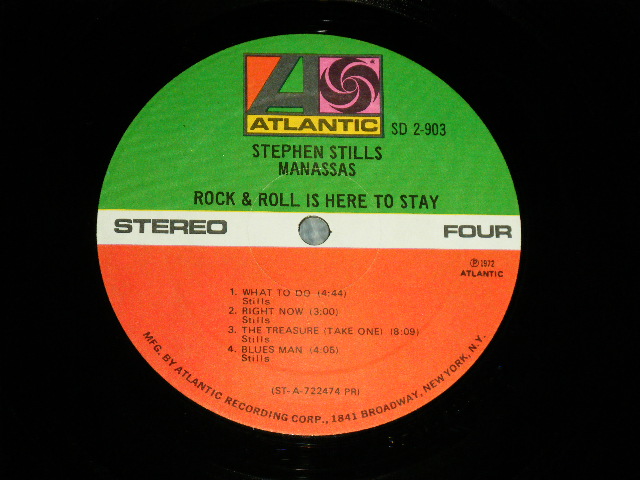 ATLANTIC
SD 2-903
STEPHEN STILLS
MANASSAS
ROCK & ROLL IS HERE TO STAY
STEREO
FOUR
℗1972
ATLANTIC
1. WHAT TO DO (4:44)
Stills
2. RIGHT NOW (3:00)
Stills
3. THE TREASURE (TAKE ONE) (8:09)
Stills
4. BLUES MAN (4:05)
Stills
(ST-A-722474 PR)
MFG. BY ATLANTIC RECORDING CORP., 1841 BROADWAY, NEW YORK, N.Y.